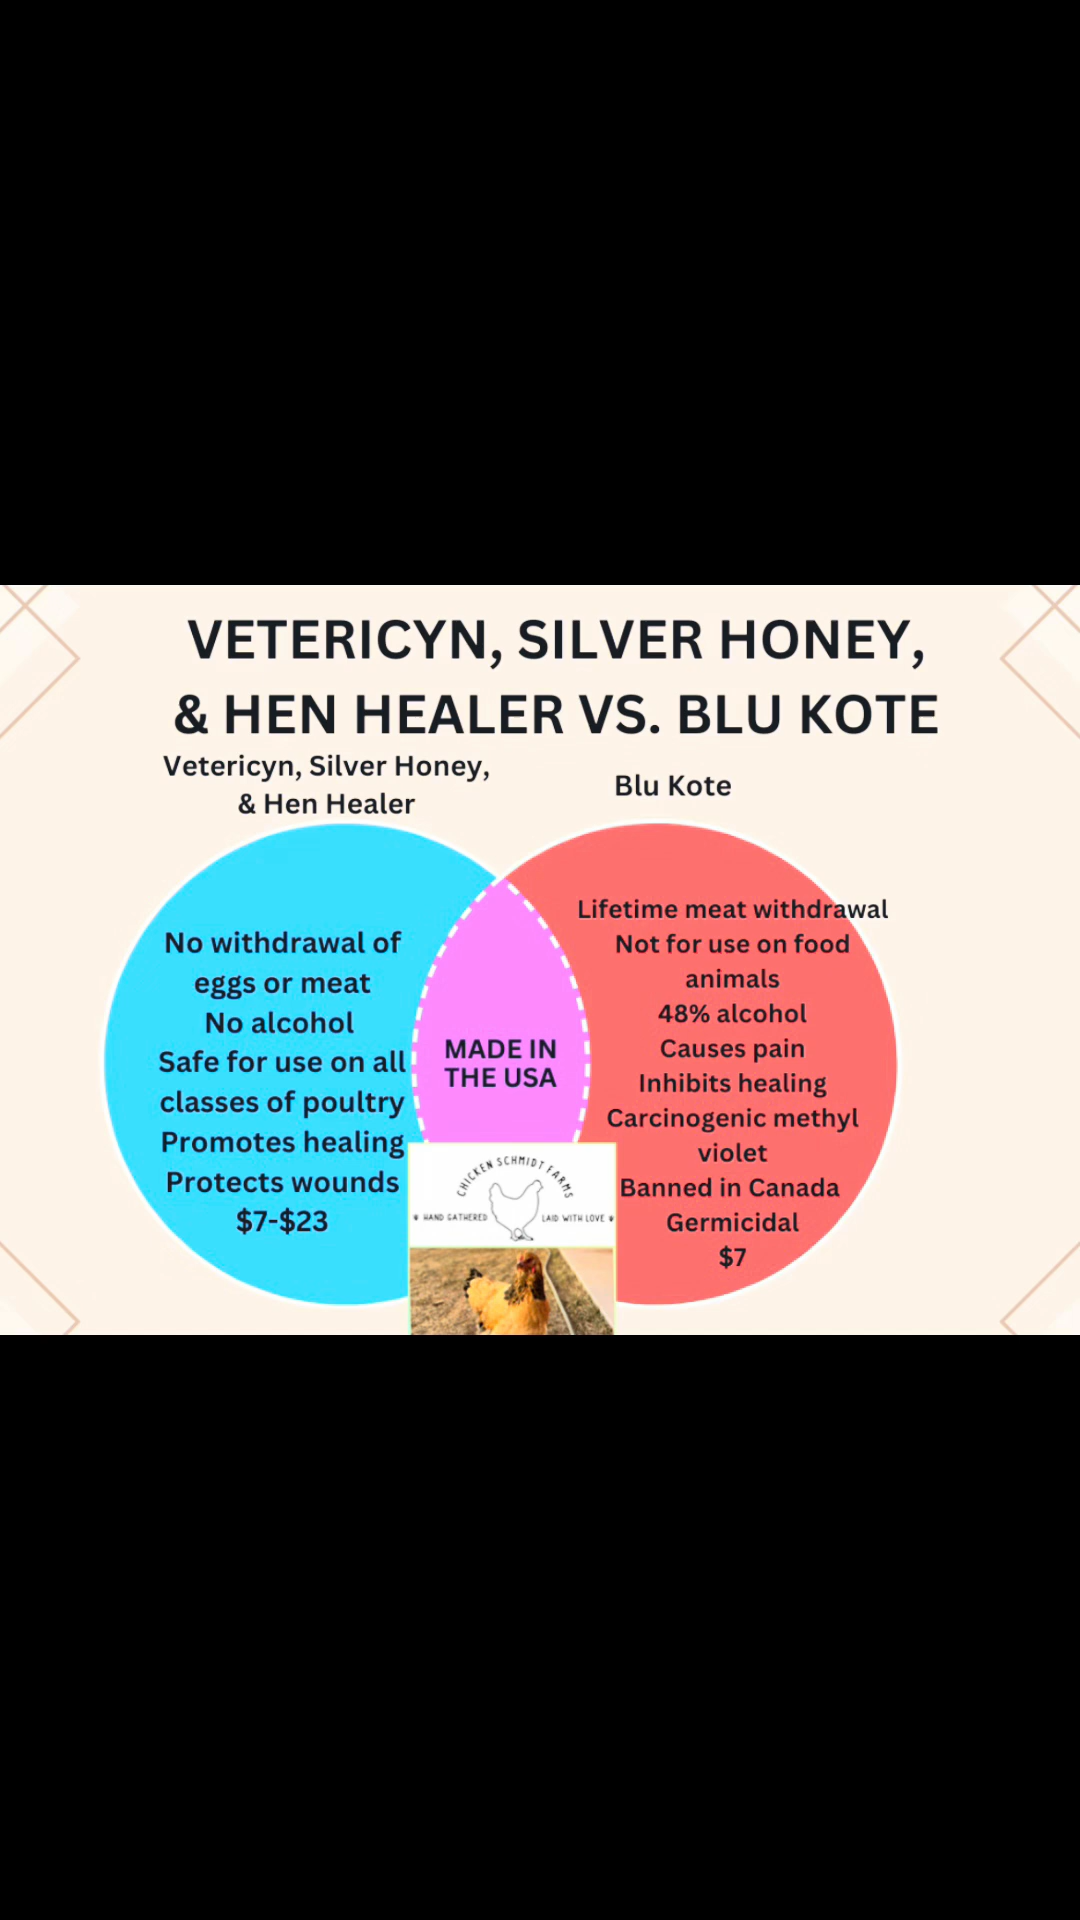 VETERICYN, SILVER HONEY,
& HEN HEALER VS. BLU KOTE
Vetericyn, Silver Honey,
& Hen Healer
Blu Kote
No withdrawal of
eggs or meat
No alcohol
Safe for use on all
classes of poultry
Promotes healing
Protects wounds
$7-$23
MADE IN
THE USA
Lifetime meat withdrawal
Not for use on food
animals
48% alcohol
Causes pain
Inhibits healing
Carcinogenic methyl
violet
Banned in Canada
Germicidal
$7
CHICKEN SCHMIDT FARMS
HAND GATHERED
LAID WITH LOVE